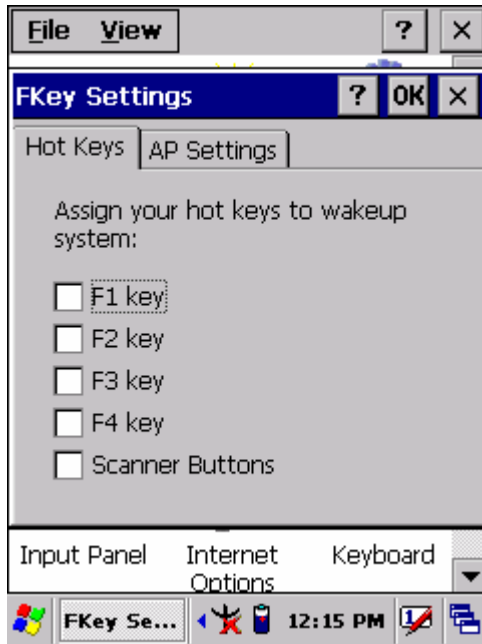 File View ? ×
FKey Settings ? OK ×
Hot Keys AP Settings
Assign your hot keys to wakeup
system:
F1 key
F2 key
F3 key
F4 key
Scanner Buttons
Input Panel Internet Keyboard
Options
FKey Se... 12:15 PM